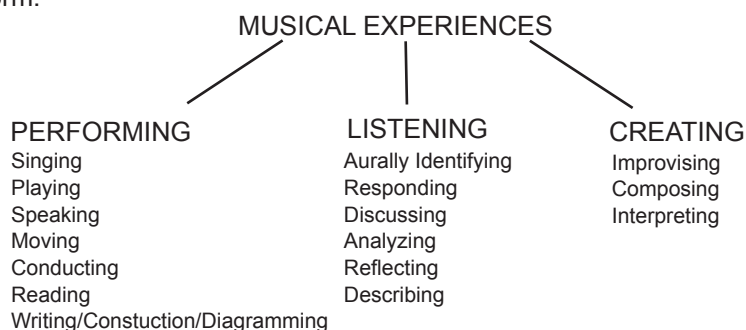 MUSICAL EXPERIENCES
PERFORMING
Singing
Playing
Speaking
Moving
Conducting
Reading
Writing/Constuction/Diagramming
LISTENING
Aurally Identifying
Responding
Discussing
Analyzing
Reflecting
Describing
CREATING
Improvising
Composing
Interpreting